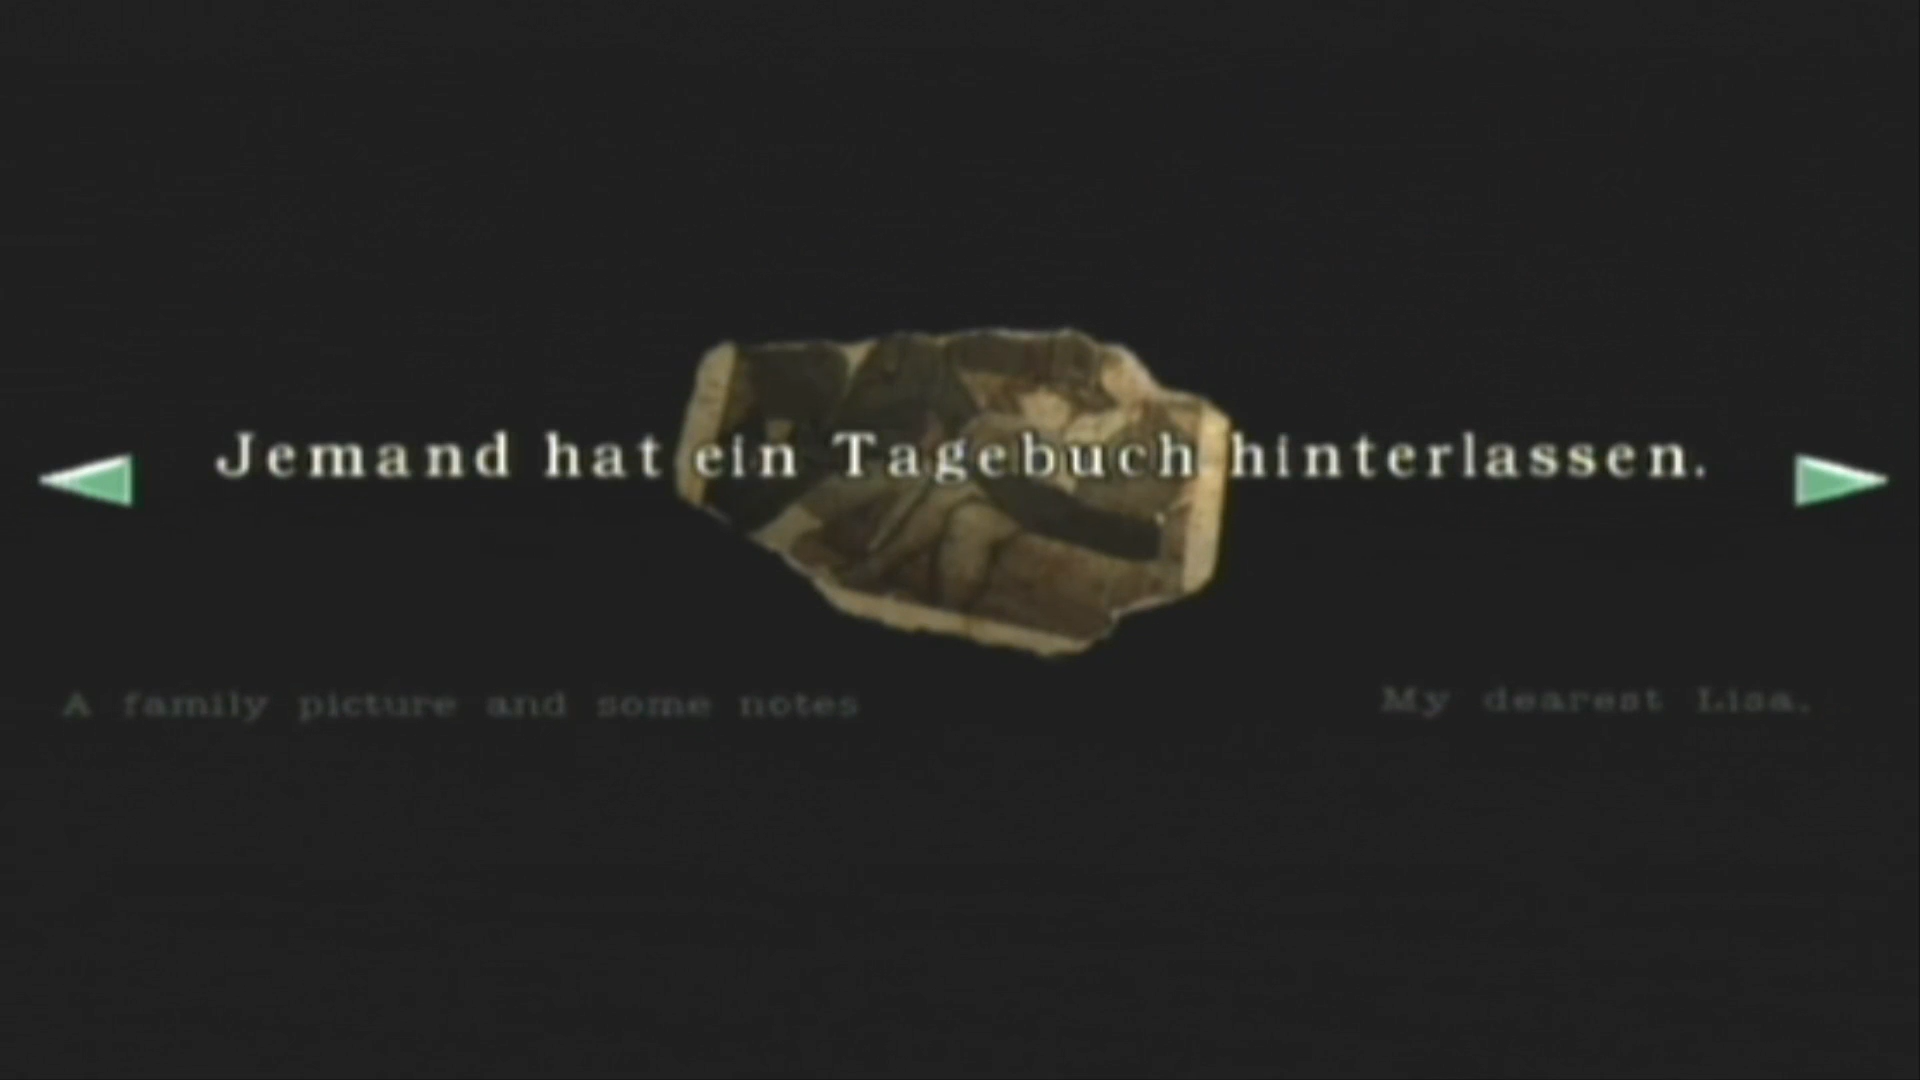 Jemand hat ein Tagebuch hinterlassen.
A family picture and some notes
My dearest Lisa.